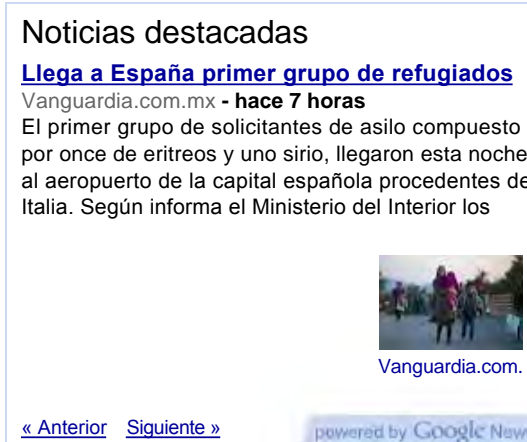 Noticias destacadas
Llega a España primer grupo de refugiados
Vanguardia.com.mx - hace 7 horas
El primer grupo de solicitantes de asilo compuesto
por once de eritreos y uno sirio, llegaron esta noche
al aeropuerto de la capital española procedentes de
Italia. Según informa el Ministerio del Interior los
Vanguardia.com.
« Anterior Siguiente »
powered by Google New